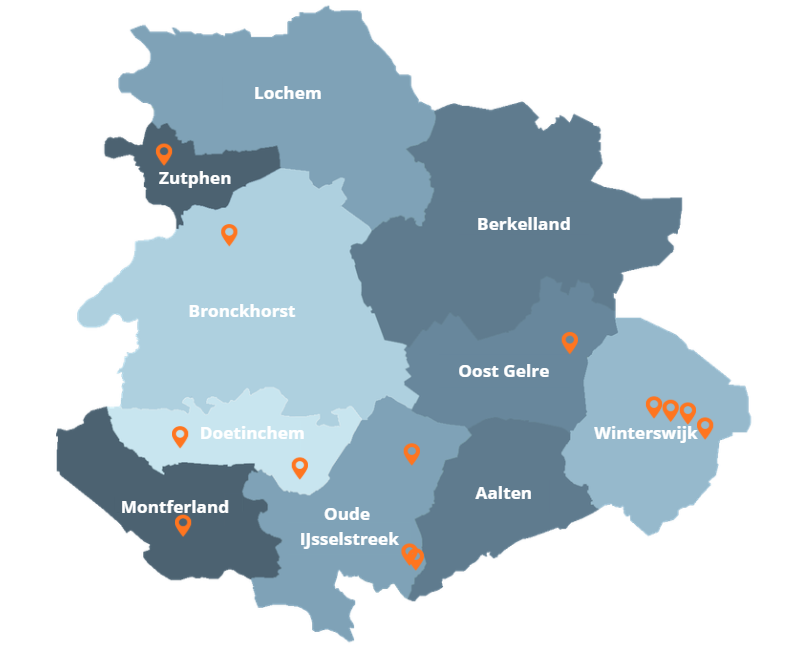 Lochem
Zutphen
Berkelland
Bronckhorst
Oost Gelre
Doetinchem
Winterswijk
Aalten
Montferland
Oude
IJsselstreek